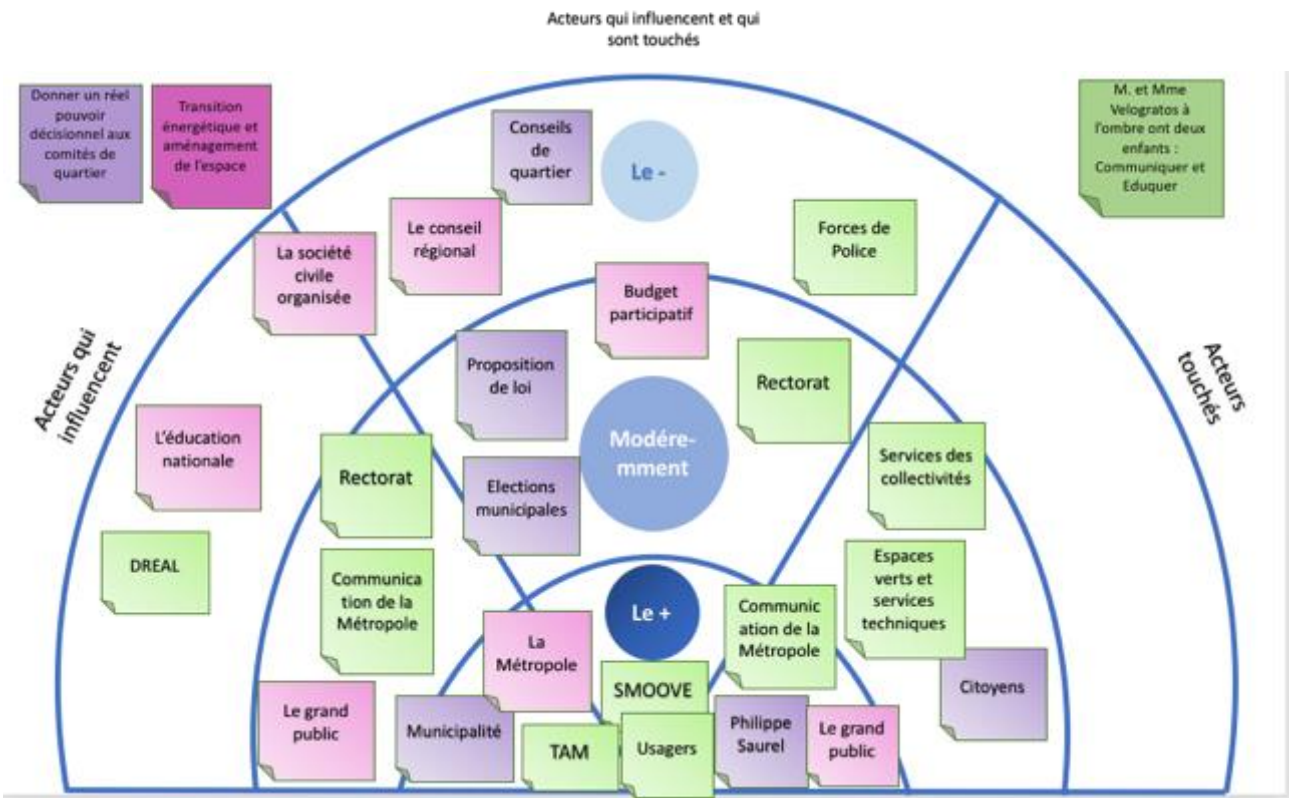 Acteurs qui influencent et qui
sont touchés
Donner un réel
pouvoir
décisionnel aux
comités de
quartier
Transition
énergétique et
aménagement
de l'espace
Conseils
de
quartier
Le -
M. et Mme
Velogratos à
l'ombre ont deux
enfants :
Communiquer et
Eduquer
La société
civile
organisée
Le conseil
régional
Forces de
Police
Budget
participatif
Acteurs qui
influencent
Proposition
de loi
Rectorat
Acteurs
touchés
L'éducation
nationale
Rectorat
Modére-
mment
Services des
collectivités
Elections
municipales
DREAL
Communica
tion de la
Métropole
Le +
Communic
ation de la
Métropole
Espaces
verts et
services
techniques
La
Métropole
SMOOVE
Citoyens
Le grand
public
Municipalité
TAM
Usagers
Philippe
Saurel
Le grand
public